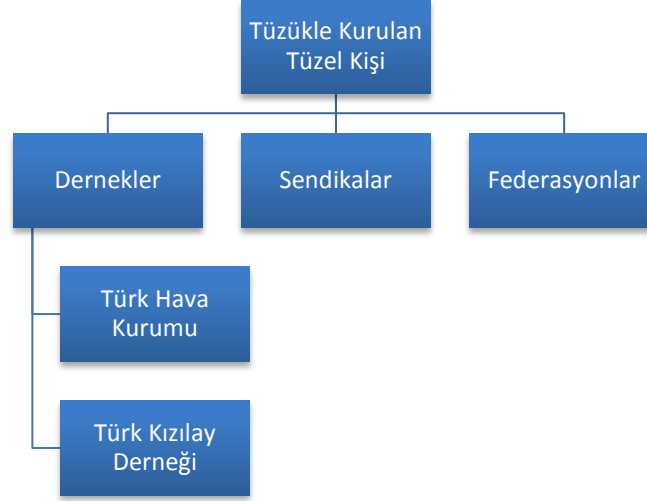 Tüzükle Kurulan
Tüzel Kişi
Dernekler
Sendikalar
Federasyonlar
Türk Hava
Kurumu
Türk Kızılay
Derneği